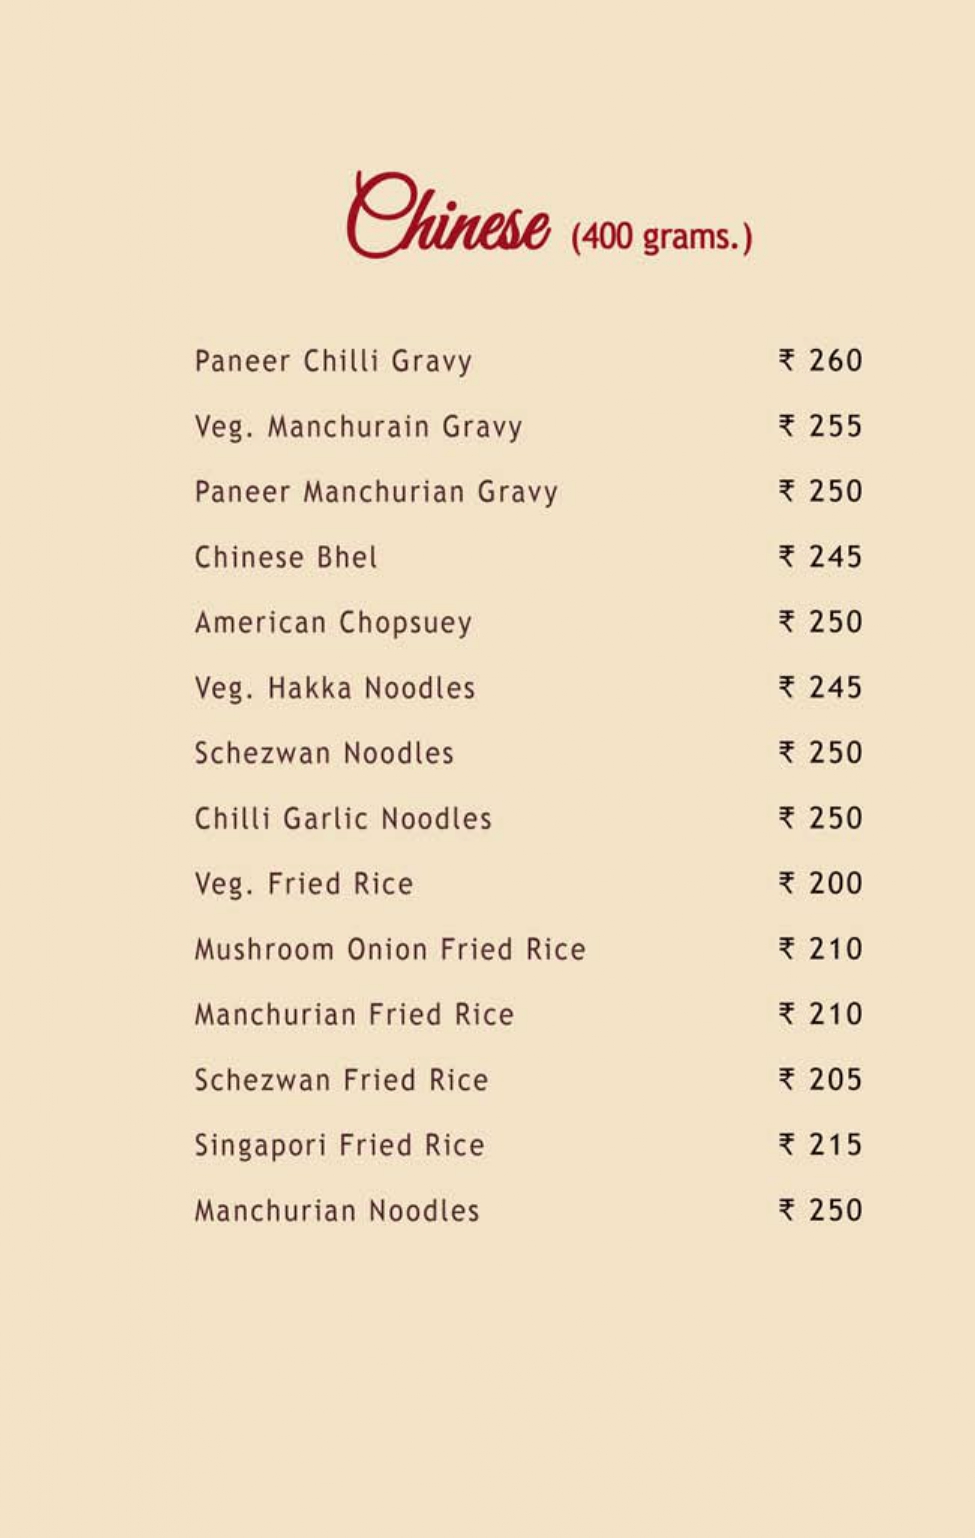 Chinese (400 grams.)
Paneer Chilli Gravy ₹ 260
Veg. Manchurain Gravy ₹ 255
Paneer Manchurian Gravy ₹ 250
Chinese Bhel ₹ 245
American Chopsuey ₹ 250
Veg. Hakka Noodles ₹ 245
Schezwan Noodles ₹ 250
Chilli Garlic Noodles ₹ 250
Veg. Fried Rice ₹ 200
Mushroom Onion Fried Rice ₹ 210
Manchurian Fried Rice ₹ 210
Schezwan Fried Rice ₹ 205
Singapori Fried Rice ₹ 215
Manchurian Noodles ₹ 250